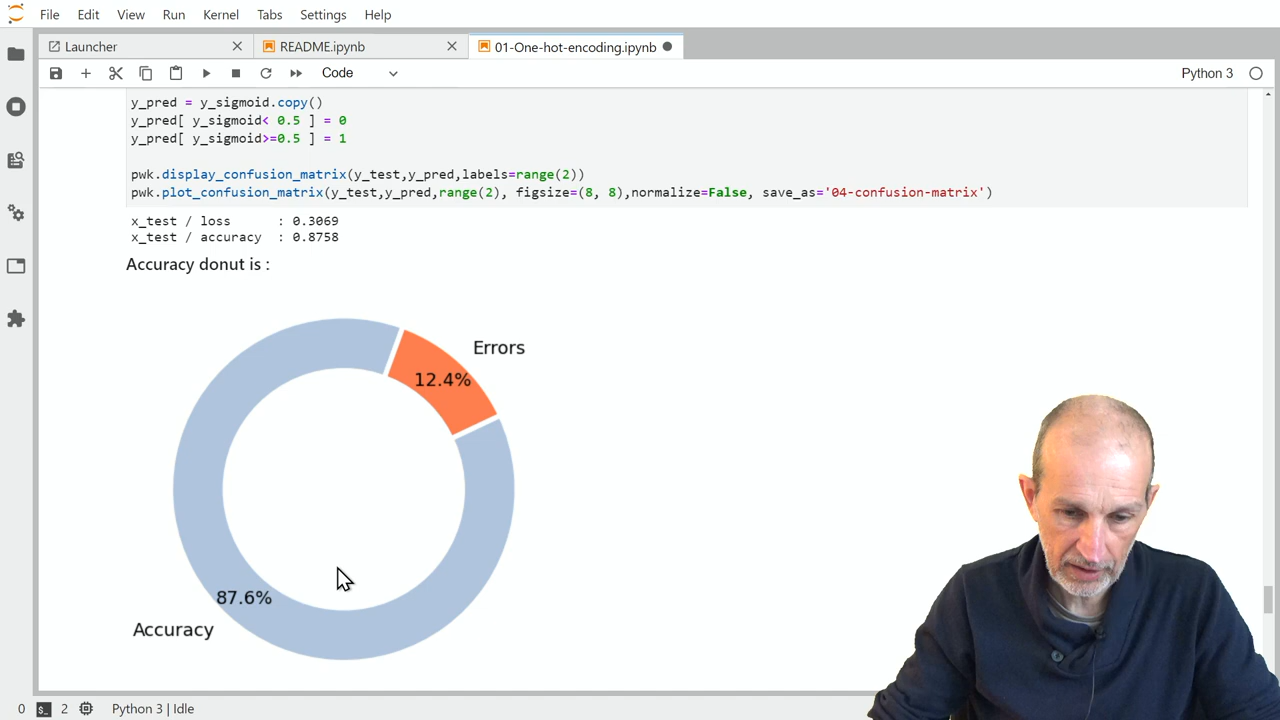 File Edit View Run Kernel Tabs Settings Help
Launcher README.ipynb 01-One-hot-encoding.ipynb
Code Python 3
y_pred = y_sigmoid.copy()
y_pred[ y_sigmoid< 0.5 ] = 0
y_pred[ y_sigmoid>=0.5 ] = 1
pwk.display_confusion_matrix(y_test,y_pred,labels=range(2))
pwk.plot_confusion_matrix(y_test,y_pred,range(2), figsize=(8, 8),normalize=False, save_as='04-confusion-matrix')
x_test / loss : 0.3069
x_test / accuracy : 0.8758
Accuracy donut is :
Errors
12.4%
87.6%
Accuracy
0 $_ 2 Python 3 | Idle